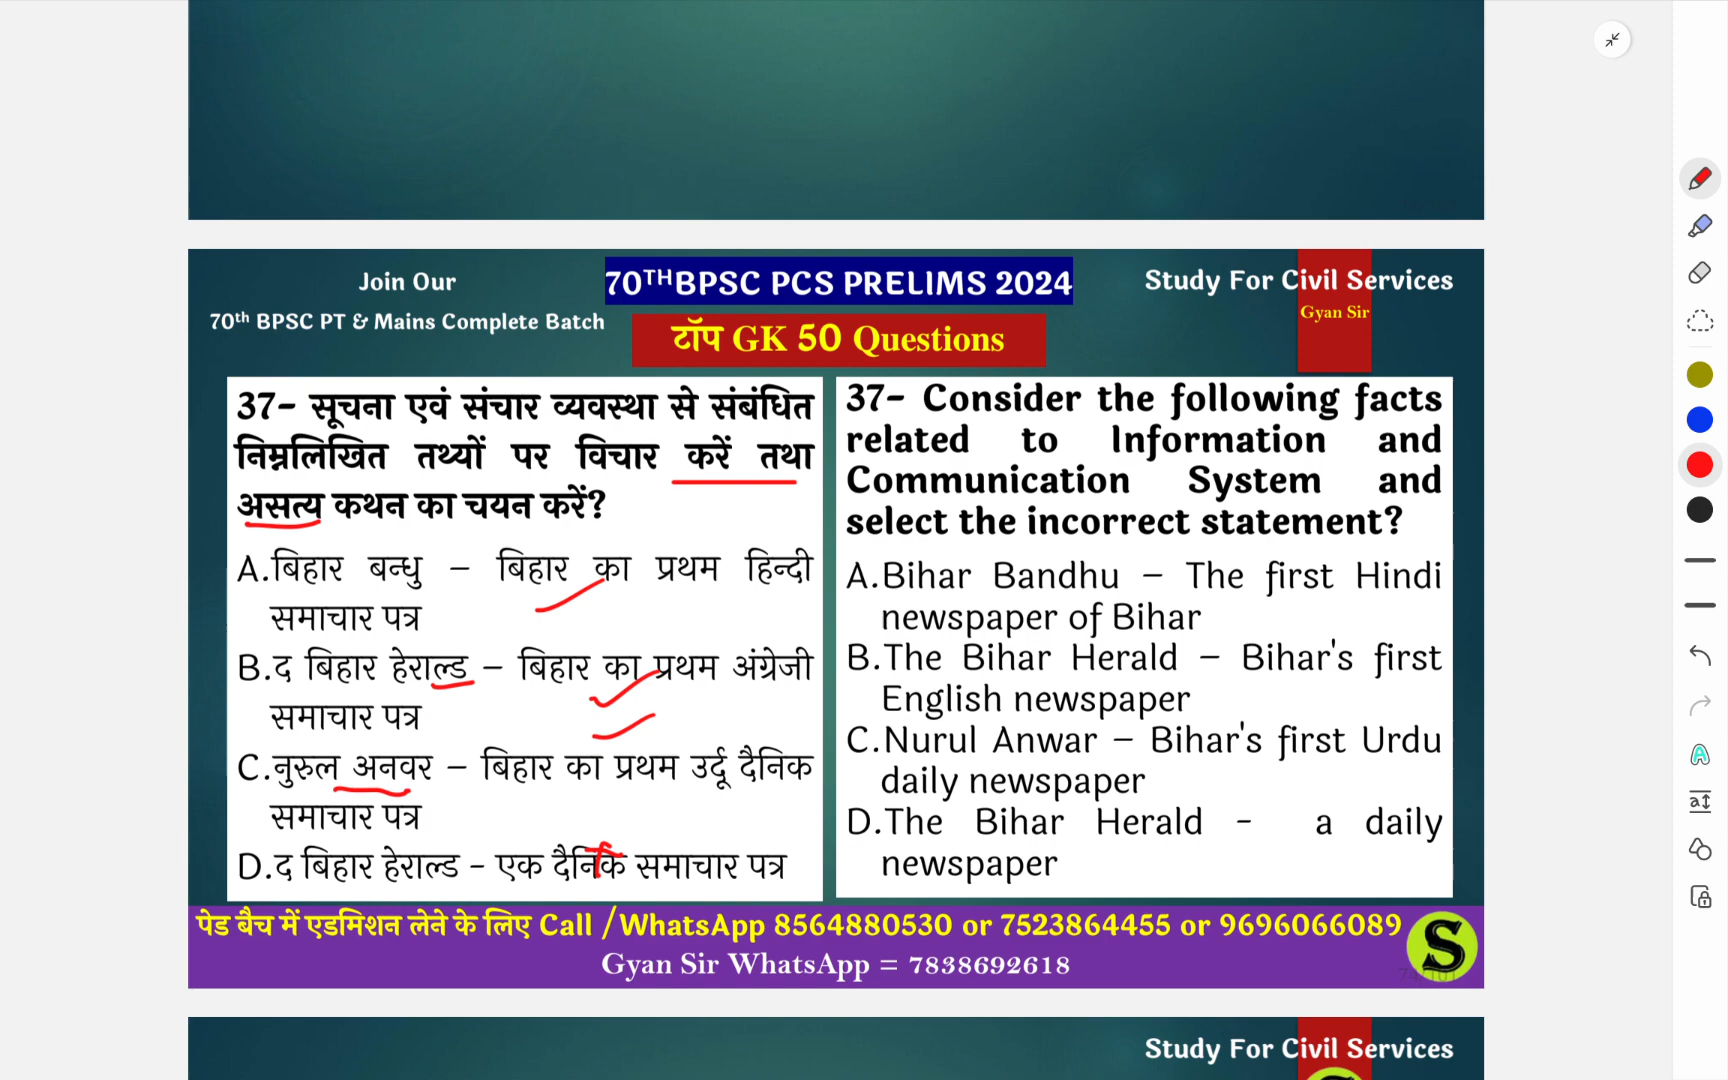 Join Our
70TH BPSC PCS PRELIMS 2024
Study For Civil Services
70th BPSC PT & Mains Complete Batch
टॉप GK 50 Questions
Gyan Sir
37- सूचना एवं संचार व्यवस्था से संबंधित
निम्नलिखित तथ्यों पर विचार करें तथा
असत्य कथन का चयन करें?
A.बिहार बन्धु – बिहार का प्रथम हिन्दी
समाचार पत्र
B.द बिहार हेराल्ड – बिहार का प्रथम अंग्रेजी
समाचार पत्र
C.नुरुल अनवर – बिहार का प्रथम उर्दू दैनिक
समाचार पत्र
D.द बिहार हेराल्ड - एक दैनिक समाचार पत्र
37- Consider the following facts
related to Information and
Communication System and
select the incorrect statement?
A.Bihar Bandhu – The first Hindi
newspaper of Bihar
B.The Bihar Herald – Bihar's first
English newspaper
C.Nurul Anwar – Bihar's first Urdu
daily newspaper
D.The Bihar Herald - a daily
newspaper
पेड बैच में एडमिशन लेने के लिए Call /WhatsApp 8564880530 or 7523864455 or 9696066089
Gyan Sir WhatsApp = 7838692618
S
Study For Civil Services